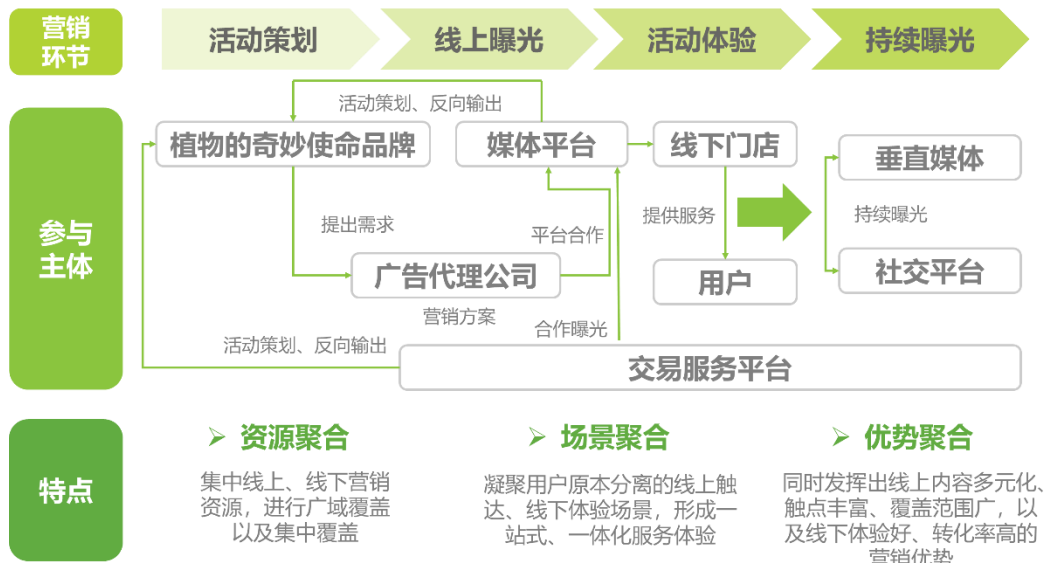 营销
环节
活动策划
线上曝光
活动体验
持续曝光
参与
主体
活动策划、反向输出
植物的奇妙使命品牌
媒体平台
线下门店
垂直媒体
提出需求
平台合作
提供服务
持续曝光
广告代理公司
用户
社交平台
营销方案
合作曝光
活动策划、反向输出
交易服务平台
特点
资源聚合
集中线上、线下营销
资源，进行广域覆盖
以及集中覆盖
场景聚合
凝聚用户原本分离的线上触
达、线下体验场景，形成一
站式、一体化服务体验
优势聚合
同时发挥出线上内容多元化、
触点丰富、覆盖范围广，以
及线下体验好、转化率高的
营销优势